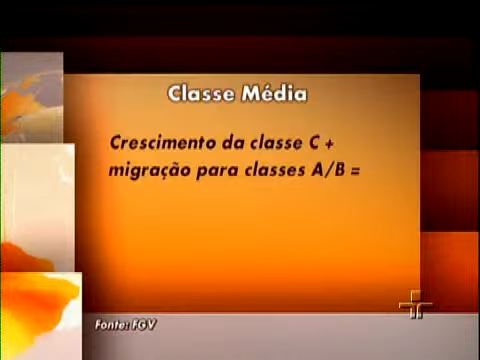 Classe Média
Crescimento da classe C +
migração para classes A/B =
Fonte: FGV